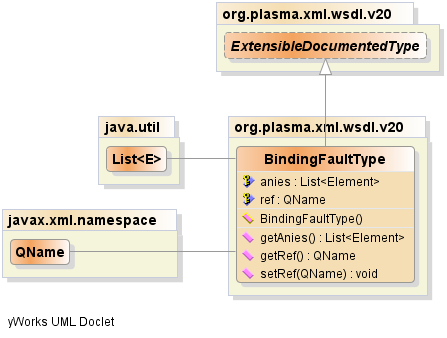 org.plasma.xml.wsdl.v20
ExtensibleDocumentedType
java.util
List<E>
org.plasma.xml.wsdl.v20
BindingFaultType
anies : List<Element>
ref : QName
BindingFaultType()
getAnies() : List<Element>
getRef() : QName
setRef(QName) : void
javax.xml.namespace
QName
yWorks UML Doclet